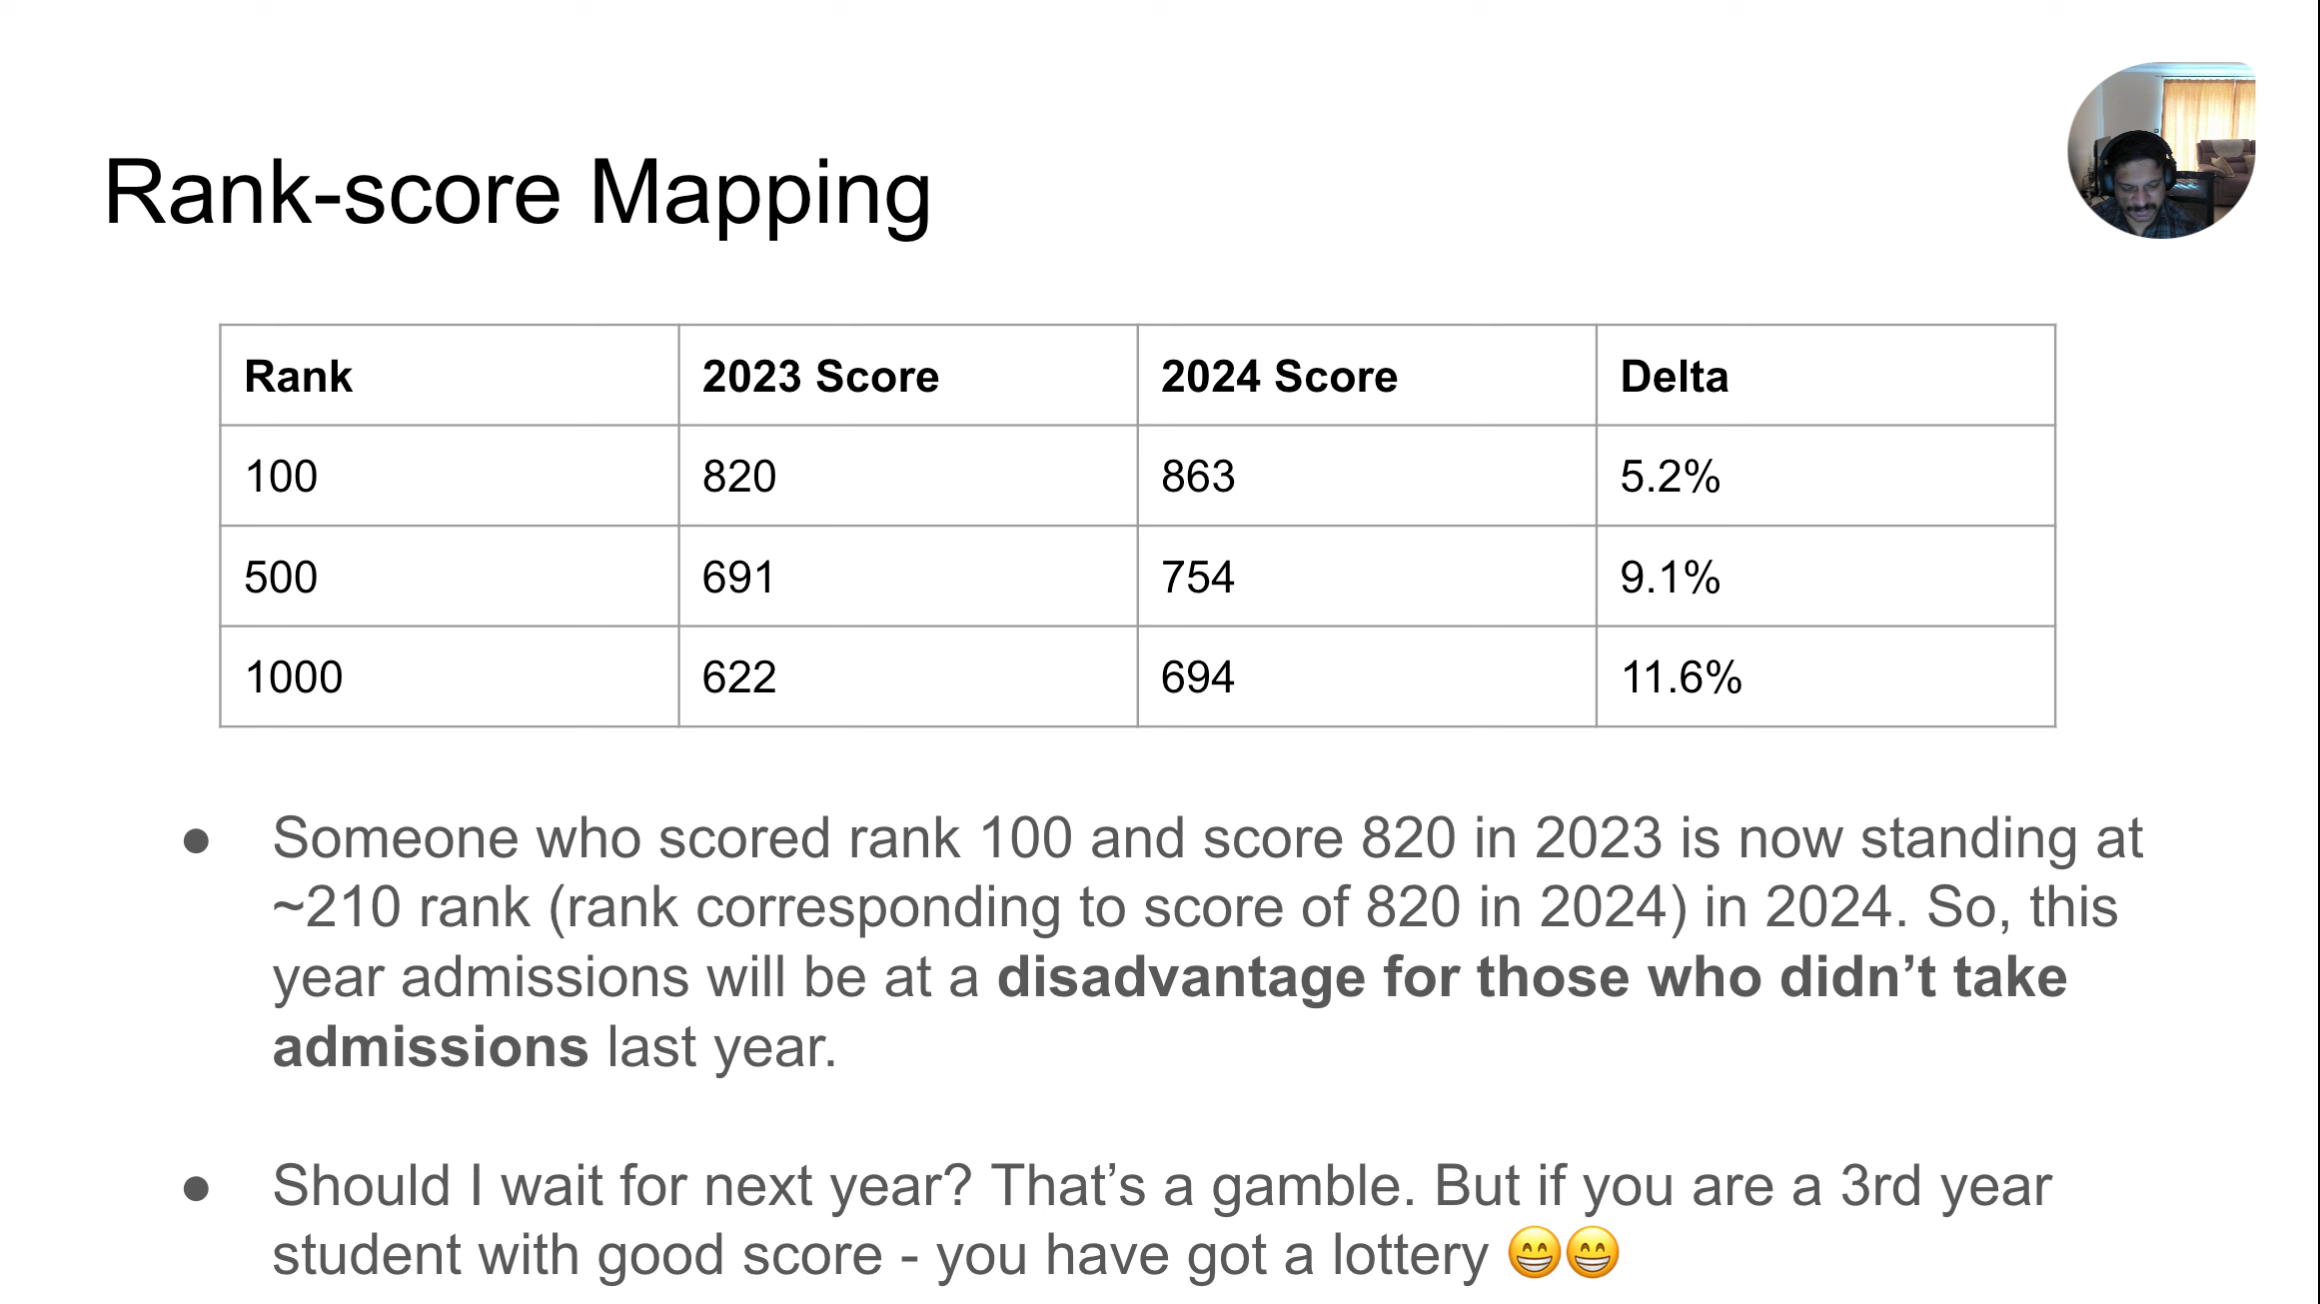 Rank-score Mapping
Rank 2023 Score 2024 Score Delta
100 820 863 5.2%
500 691 754 9.1%
1000 622 694 11.6%
● Someone who scored rank 100 and score 820 in 2023 is now standing at
~210 rank (rank corresponding to score of 820 in 2024) in 2024. So, this
year admissions will be at a disadvantage for those who didn’t take
admissions last year.
● Should I wait for next year? That’s a gamble. But if you are a 3rd year
student with good score - you have got a lottery 😁😁